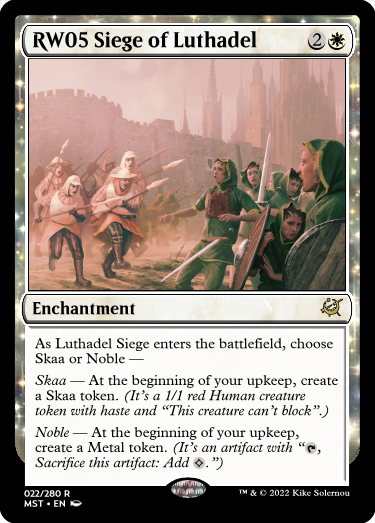 RW05 Siege of Luthadel 2
Enchantment
As Luthadel Siege enters the battlefield, choose
Skaa or Noble —
Skaa — At the beginning of your upkeep, create
a Skaa token. (It's a 1/1 red Human creature
token with haste and “This creature can't block”.)
Noble — At the beginning of your upkeep,
create a Metal token. (It's an artifact with “,
Sacrifice this artifact: Add .”)
022/280 R
MST • EN
™ & © 2022 Kike Solernou